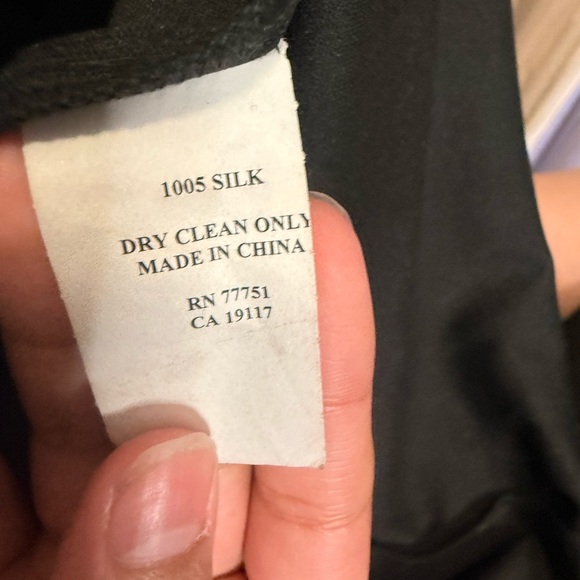 1005 SILK
DRY CLEAN ONLY
MADE IN CHINA
RN 77751
CA 19117